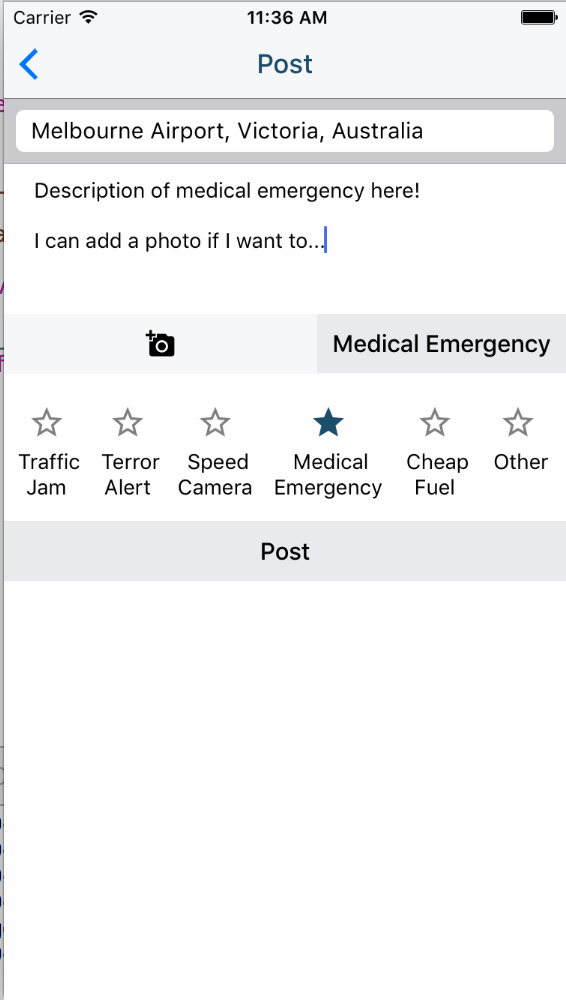 Carrier 11:36 AM
Post
Melbourne Airport, Victoria, Australia
Description of medical emergency here!
I can add a photo if I want to...
Medical Emergency
Traffic Jam
Terror Alert
Speed Camera
Medical Emergency
Cheap Fuel
Other
Post